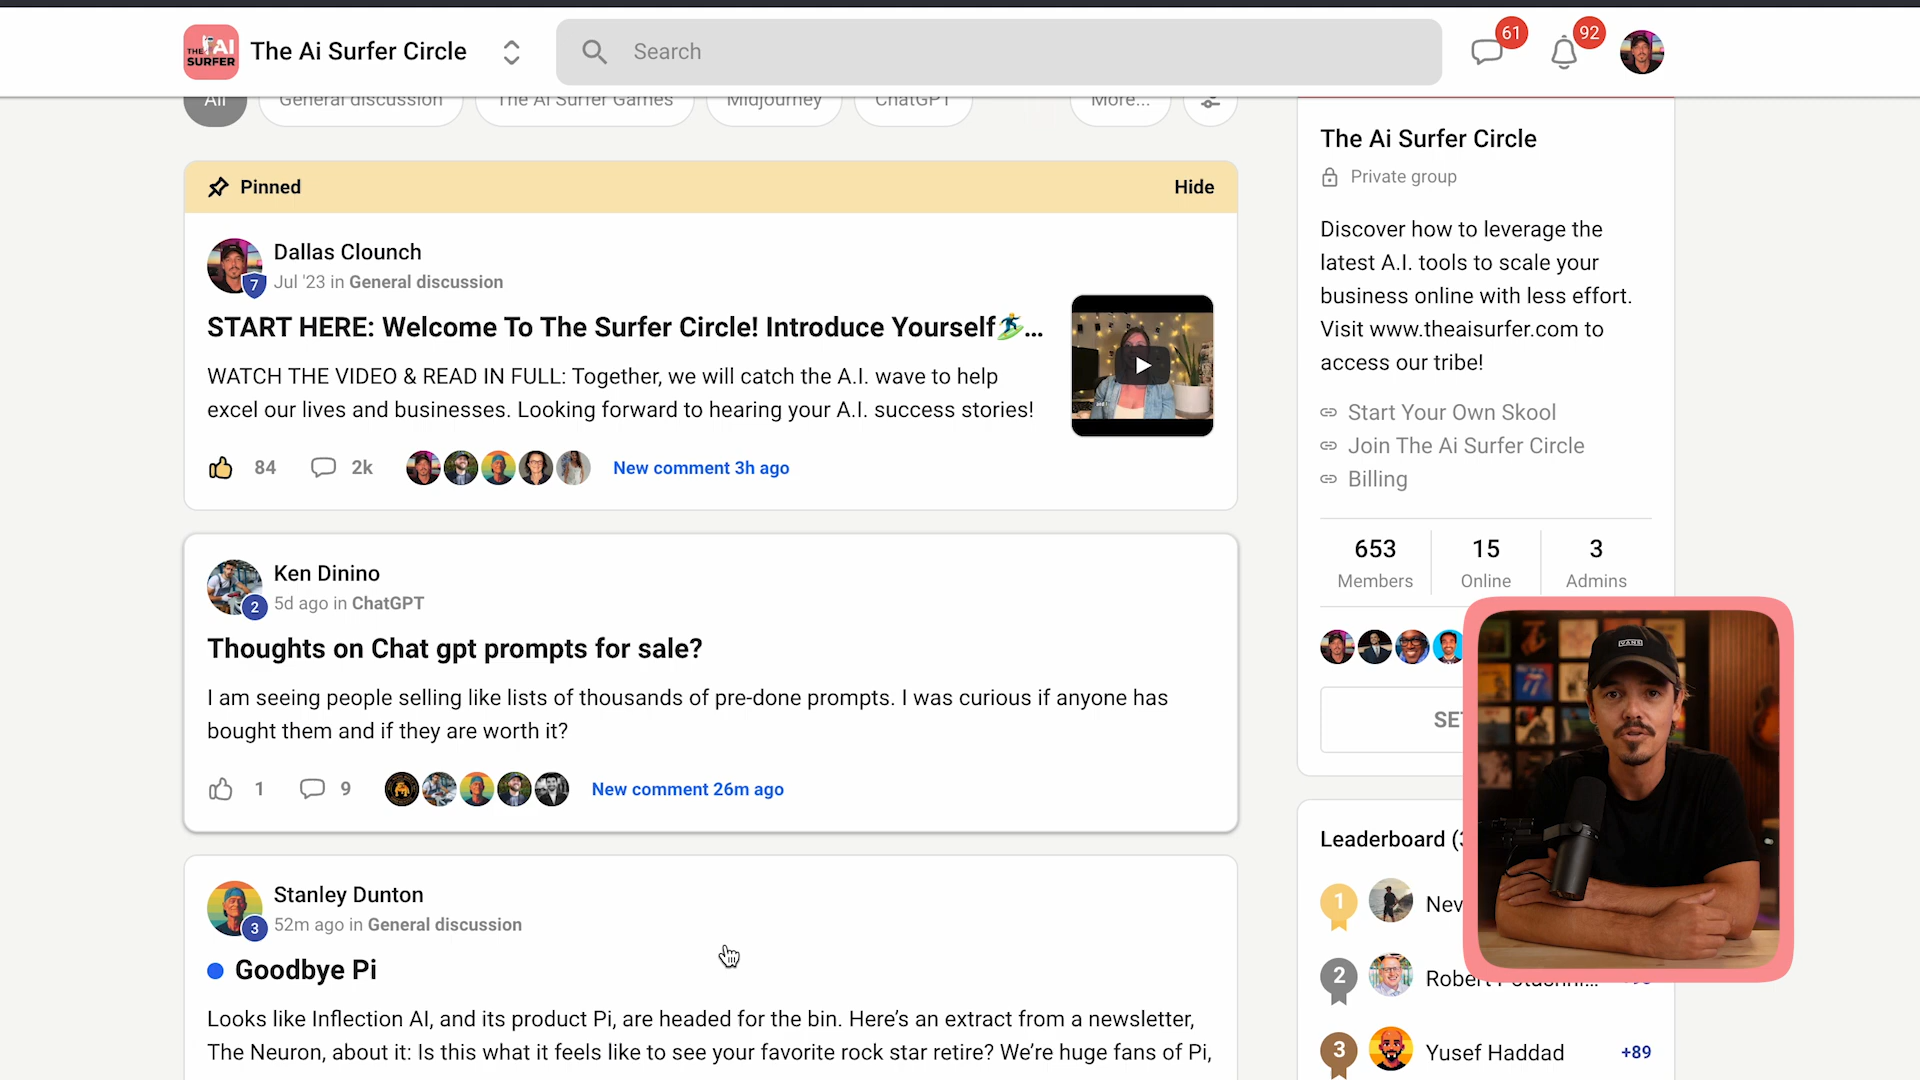 THE AI
SURFER
The Ai Surfer Circle
Search
61
92
All
General discussion
The AI Surfer Games
Midjourney
ChatGPT
More...
Pinned
Hide
Dallas Clounch
7
Jul '23 in General discussion
START HERE: Welcome To The Surfer Circle! Introduce Yourself🏄...
WATCH THE VIDEO & READ IN FULL: Together, we will catch the A.I. wave to help
excel our lives and businesses. Looking forward to hearing your A.I. success stories!
84
2k
New comment 3h ago
Ken Dinino
2
5d ago in ChatGPT
Thoughts on Chat gpt prompts for sale?
I am seeing people selling like lists of thousands of pre-done prompts. I was curious if anyone has
bought them and if they are worth it?
1
9
New comment 26m ago
Stanley Dunton
3
52m ago in General discussion
Goodbye Pi
Looks like Inflection AI, and its product Pi, are headed for the bin. Here's an extract from a newsletter,
The Neuron, about it: Is this what it feels like to see your favorite rock star retire? We're huge fans of Pi,
The Ai Surfer Circle
Private group
Discover how to leverage the
latest A.I. tools to scale your
business online with less effort.
Visit www.theaisurfer.com to
access our tribe!
Start Your Own Skool
Join The Ai Surfer Circle
Billing
653
Members
15
Online
3
Admins
VANS
Leaderboard
1
Nev
2
Robert
3
Yusef Haddad
+89